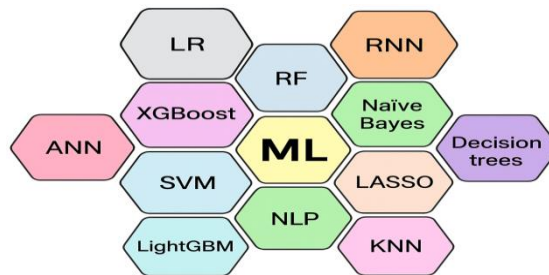 LR
RNN
RF
XGBoost
Naïve
Bayes
ANN
ML
Decision
trees
SVM
LASSO
NLP
LightGBM
KNN